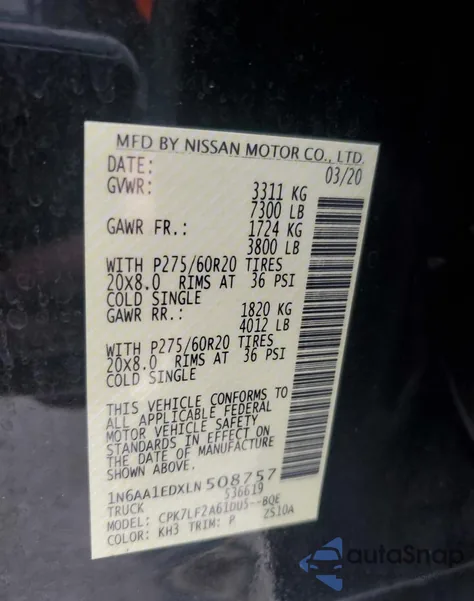 MFD BY NISSAN MOTOR CO., LTD.
DATE: 03/20
GVWR: 3311 KG
7300 LB
GAWR FR.: 1724 KG
3800 LB
WITH P275/60R20 TIRES
20X8.0 RIMS AT 36 PSI
COLD SINGLE
GAWR RR.: 1820 KG
4012 LB
WITH P275/60R20 TIRES
20X8.0 RIMS AT 36 PSI
COLD SINGLE
THIS VEHICLE CONFORMS TO
ALL APPLICABLE FEDERAL
MOTOR VEHICLE SAFETY
STANDARDS IN EFFECT ON
THE DATE OF MANUFACTURE
SHOWN ABOVE.
1N6AA1EDXLN508757
TRUCK 536619
MODEL: CPK7LF2A61DU5--BQE
COLOR: KH3 TRIM: P 2S10A
autoSnap